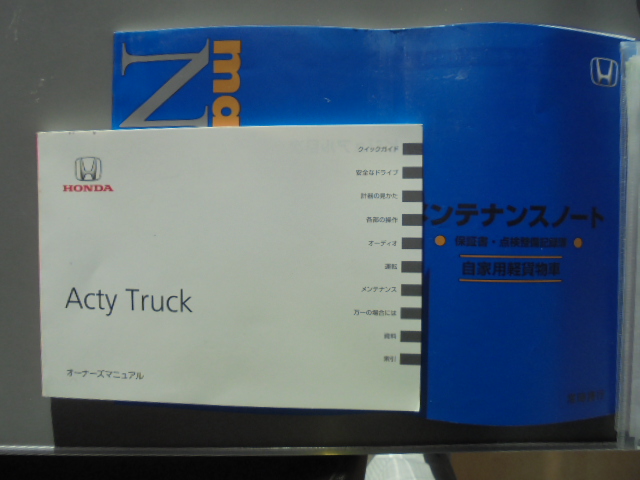 HONDA
Acty Truck
オーナーズマニュアル
クイックガイド
安全なドライブ
計器の見かた
各部の操作
オーディオ
運転
メンテナンス
万一の場合には
資料
索引
ma
N
メンテナンスノート
保証書・点検整備記録簿
自家用軽貨物車